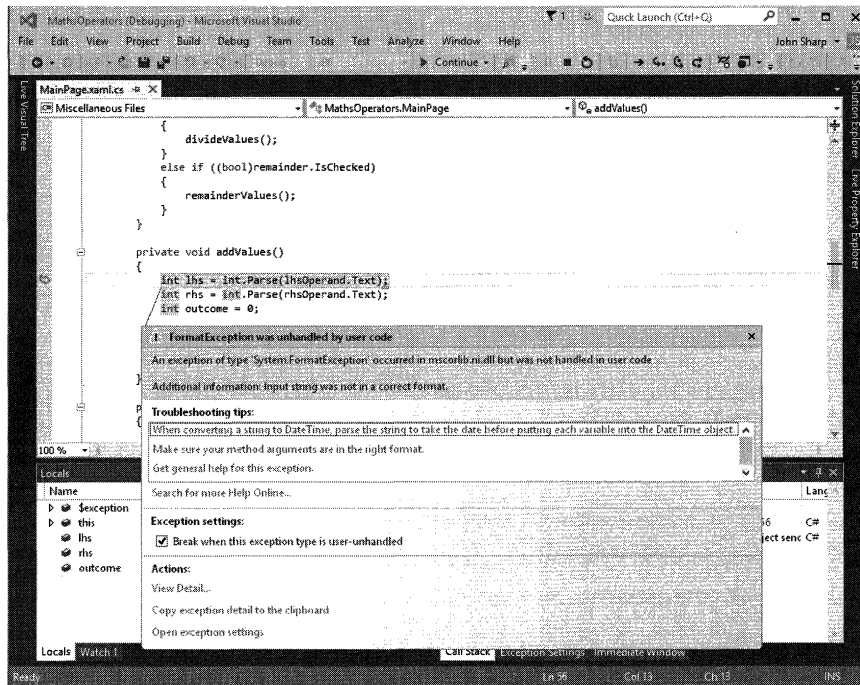 MathsOperators (Debugging) - Microsoft Visual Studio
1
Quick Launch (Ctrl+Q)
File Edit View Project Build Debug Team Tools Test Analyze Window Help
John Sharp
Continue
MainPage.xaml.cs
Miscellaneous Files
MathsOperators.MainPage
addValues()
Live Visual Tree
Solution Explorer
Live Property Explorer
{
divideValues();
}
else if ((bool)remainder.IsChecked)
{
remainderValues();
}
}
private void addValues()
{
int lhs = int.Parse(lhsOperand.Text);
int rhs = int.Parse(rhsOperand.Text);
int outcome = 0;
}
p
{
FormatException was unhandled by user code
An exception of type 'System.FormatException' occurred in mscorlib.ni.dll but was not handled in user code
Additional information: Input string was not in a correct format.
Troubleshooting tips:
When converting a string to DateTime, parse the string to take the date before putting each variable into the DateTime object.
Make sure your method arguments are in the right format.
Get general help for this exception.
Search for more Help Online...
Exception settings:
Break when this exception type is user-unhandled
Actions:
View Detail...
Copy exception detail to the clipboard
Open exception settings
100 %
Locals
Name
Lang
$exception
this
56 C#
lhs
ject senc C#
rhs
outcome
Locals Watch 1
Call Stack Exception Settings Immediate Window
Ready
Ln 56 Col 13 Ch 13 INS